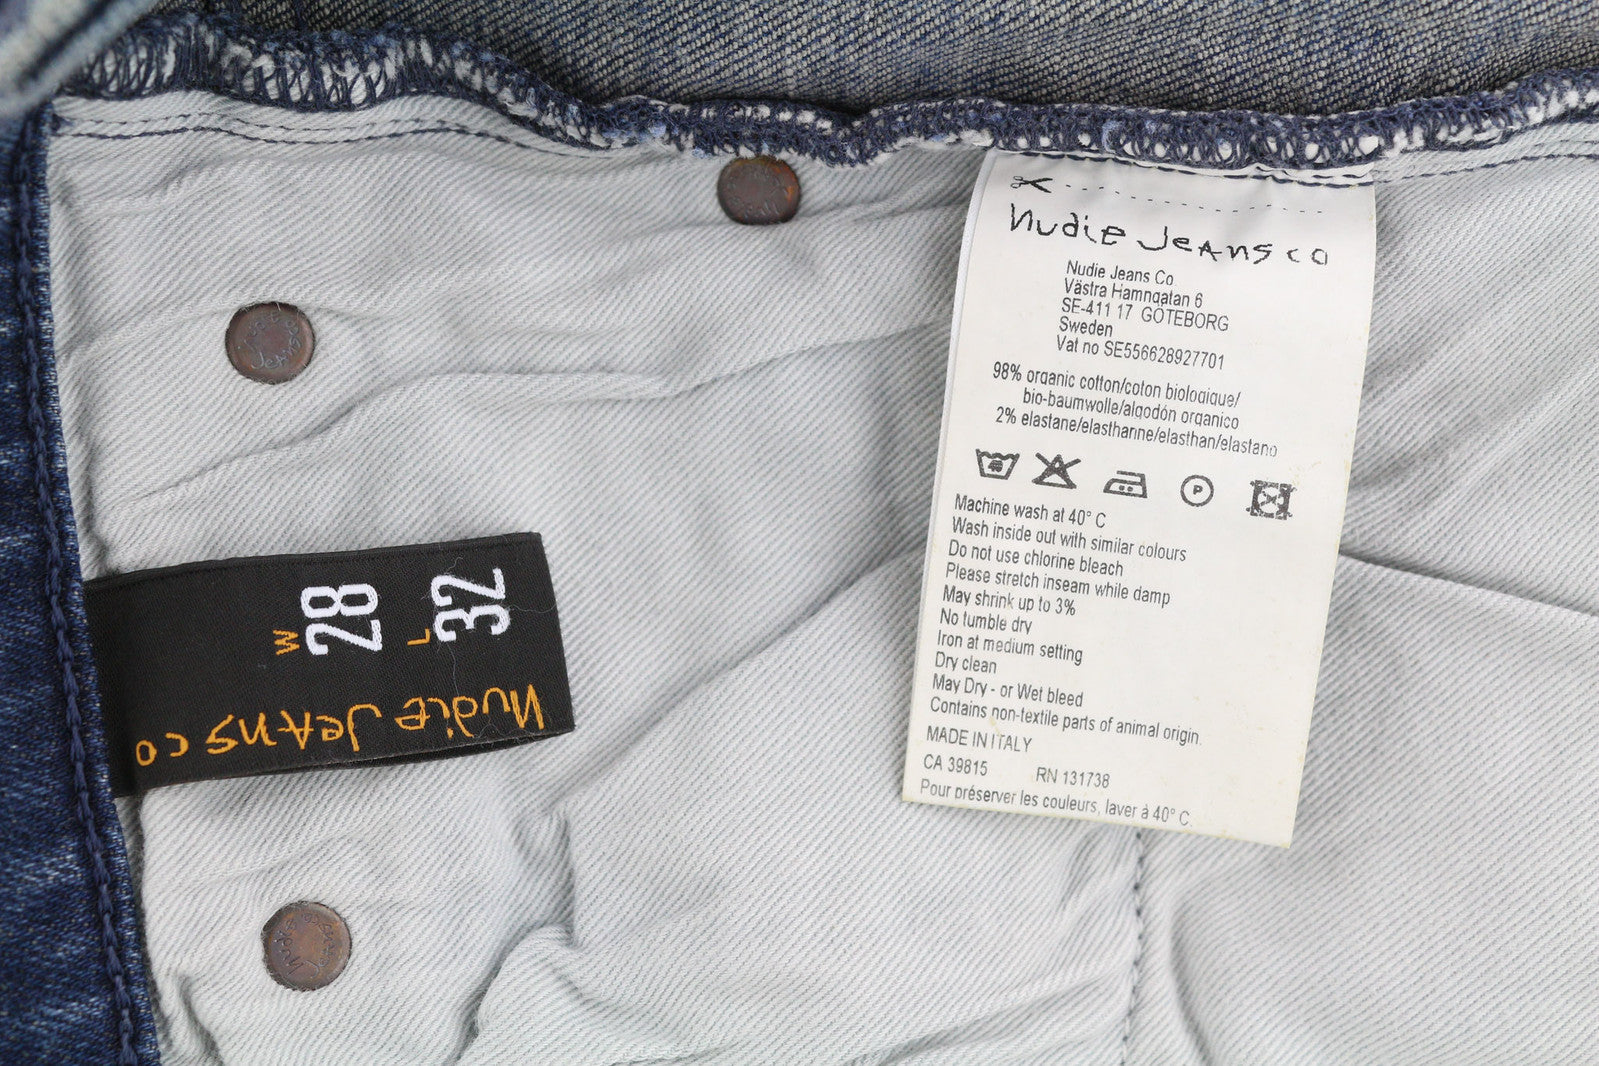 Nudie Jeans co
Nudie Jeans Co
Västra Hamngatan 6
SE-411 17 GÖTEBORG
Sweden
Vat no SE556628927701
98% organic cotton/coton biologique/
bio-baumwolle/algodón organico
2% elastane/elasthanne/elasthan/elastano
P
Machine wash at 40° C
Wash inside out with similar colours
Do not use chlorine bleach
Please stretch inseam while damp
May shrink up to 3%
No tumble dry
Iron at medium setting
Dry clean
May Dry - or Wet bleed
Contains non-textile parts of animal origin.
MADE IN ITALY
CA 39815 RN 131738
Pour préserver les couleurs, laver à 40° C.
W 28
L 32
Nudie Jeans co
Nudie Jeans co